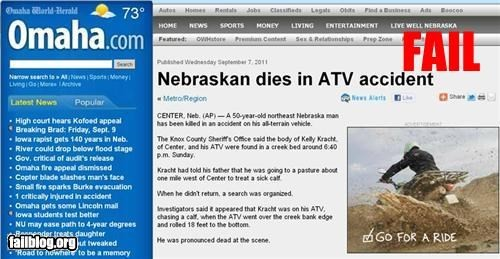 Omaha World-Herald
73°
Omaha.com
Search
Narrow search to » All | News | Sports | Money |
Living | Go | More» | Archive
Latest News
Popular
High court hears Kofoed appeal
Breaking Brad: Friday, Sept. 9
Iowa rapist gets 140 years in Neb.
River could drop below flood stage
Gov. critical of audit's release
Omaha fire appeal dismissed
Copter blade slashes man's face
Small fire sparks Burke evacuation
1 critically injured in accident
Omaha gets some Lincoln mail
Iowa students test better
NU may ease path to 4-year degrees
Responder treats daughter
but tweaked
'Road to nowhere' to be a memory
failblog.org
Autos Homes Rentals Jobs Classifieds Legals Obits Find a Business Ads Boocoo
HOME NEWS SPORTS MONEY LIVING ENTERTAINMENT LIVE WELL NEBRASKA
Featured: OWHstore Premium Content Sex & Subscriptions Prep Zone
FAIL
Published Wednesday September 7, 2011
Nebraskan dies in ATV accident
« Metro/Region
News Alerts
Like
Share
CENTER, Neb. (AP) — A 50-year-old northeast Nebraska man
has been killed in an accident on his all-terrain vehicle.
The Knox County Sheriff's Office said the body of Kelly Kracht,
of Center, and his ATV were found in a creek bed around 6:40
p.m. Sunday.
Kracht had told his father that he was going to a pasture about
one mile west of Center to treat a sick calf.
When he didn't return, a search was organized.
Investigators said it appeared that Kracht was on his ATV,
chasing a calf, when the ATV went over the creek bank edge
and rolled 18 feet to the bottom.
He was pronounced dead at the scene.
ADVERTISEMENT
GO FOR A RIDE